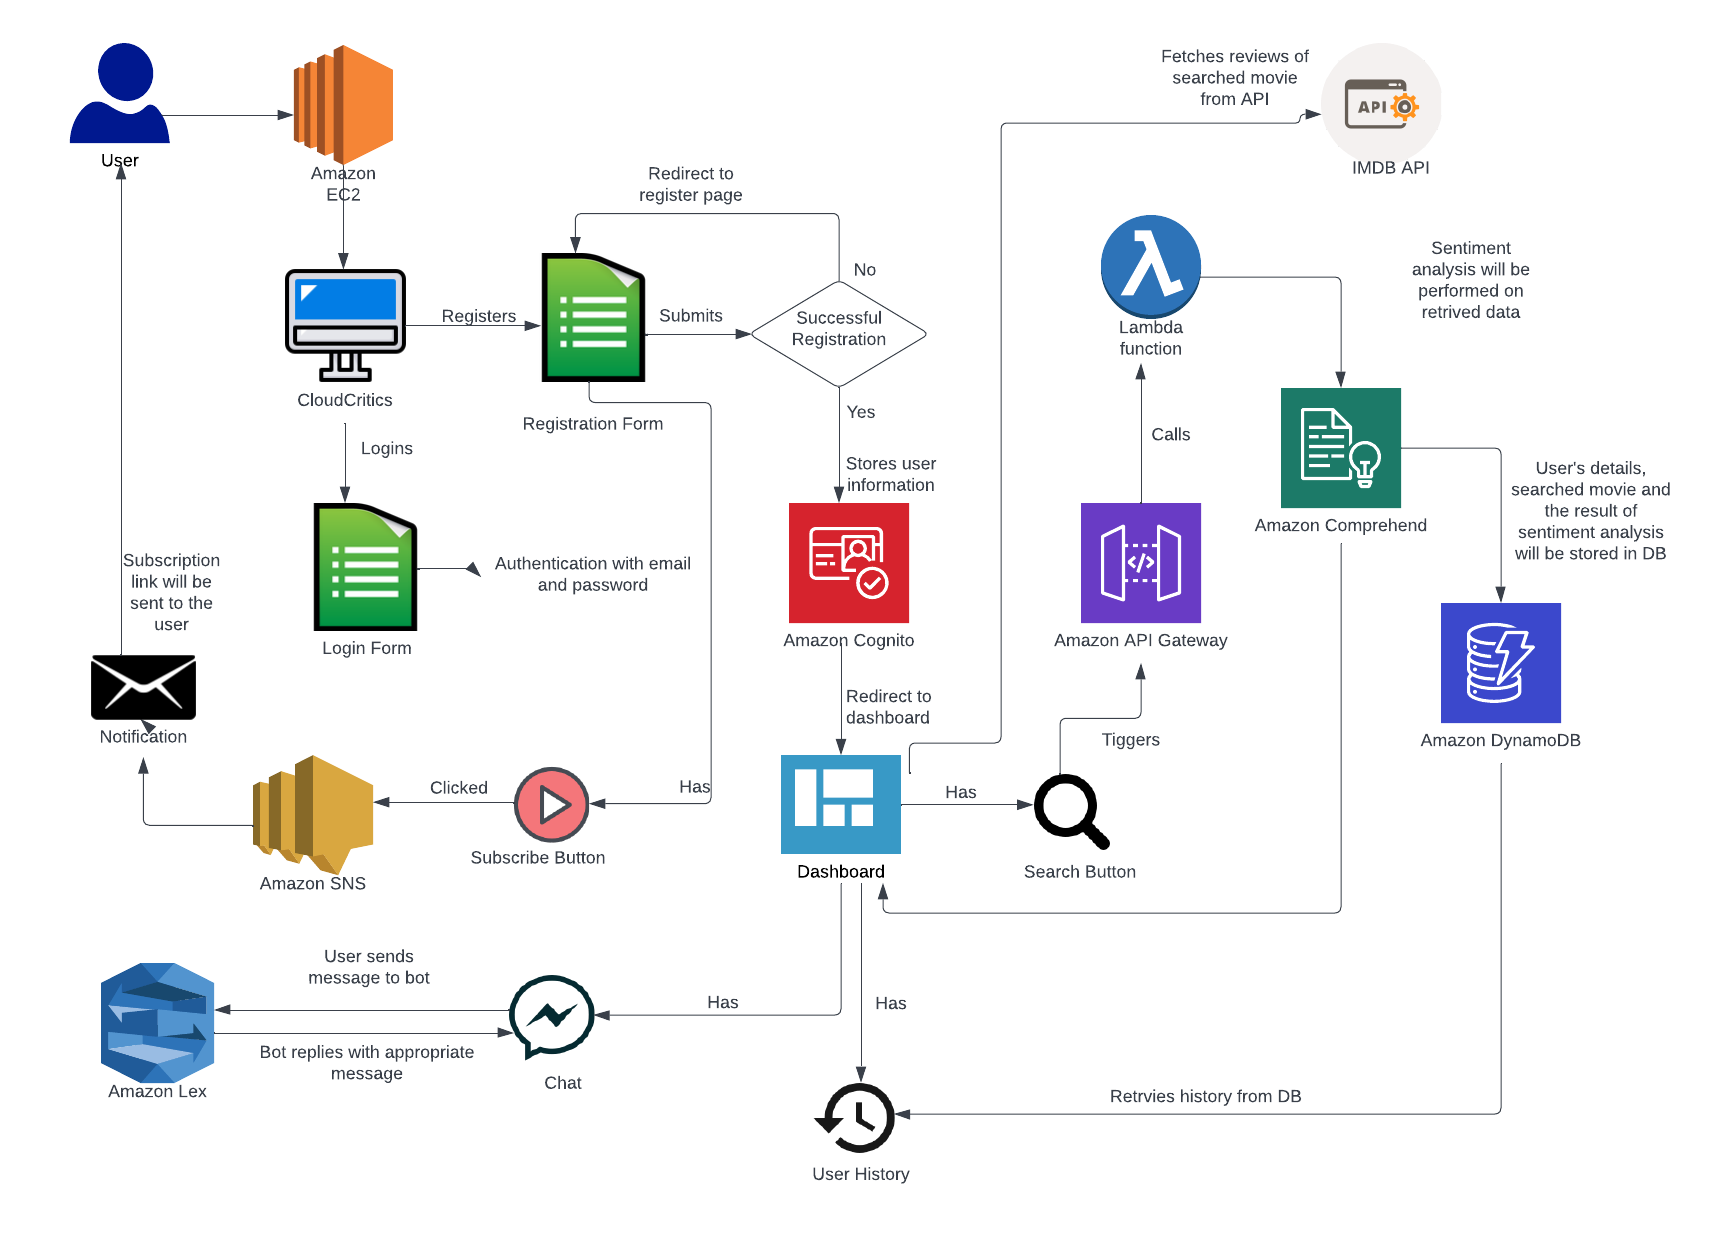 User
Amazon
EC2
Redirect to
register page
Fetches reviews of
searched movie
from API
API
IMDB API
No
Successful
Registration
Registers
Submits
CloudCritics
Registration Form
Yes
Lambda
function
Sentiment
analysis will be
performed on
retrived data
Logins
Calls
Stores user
information
User's details,
searched movie and
the result of
sentiment analysis
will be stored in DB
Amazon Comprehend
Subscription
link will be
sent to the
user
Authentication with email
and password
Login Form
Amazon Cognito
</>
Amazon API Gateway
Redirect to
dashboard
Notification
Tiggers
Amazon DynamoDB
Clicked
Has
Has
Subscribe Button
Dashboard
Search Button
Amazon SNS
User sends
message to bot
Has
Has
Bot replies with appropriate
message
Amazon Lex
Chat
Retrvies history from DB
User History